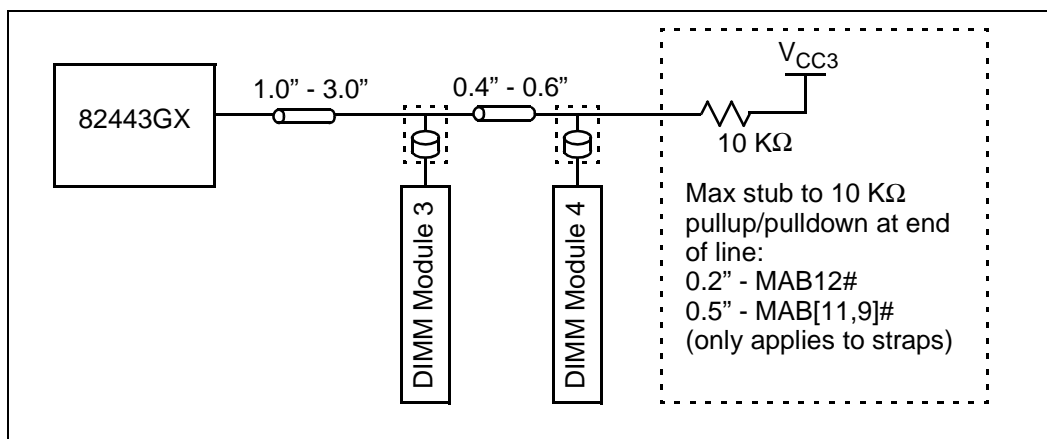 82443GX
1.0” - 3.0”
0.4” - 0.6”
V CC3
10 KΩ
DIMM Module 3
DIMM Module 4
Max stub to 10 KΩ
pullup/pulldown at end
of line:
0.2” - MAB12#
0.5” - MAB[11,9]#
(only applies to straps)